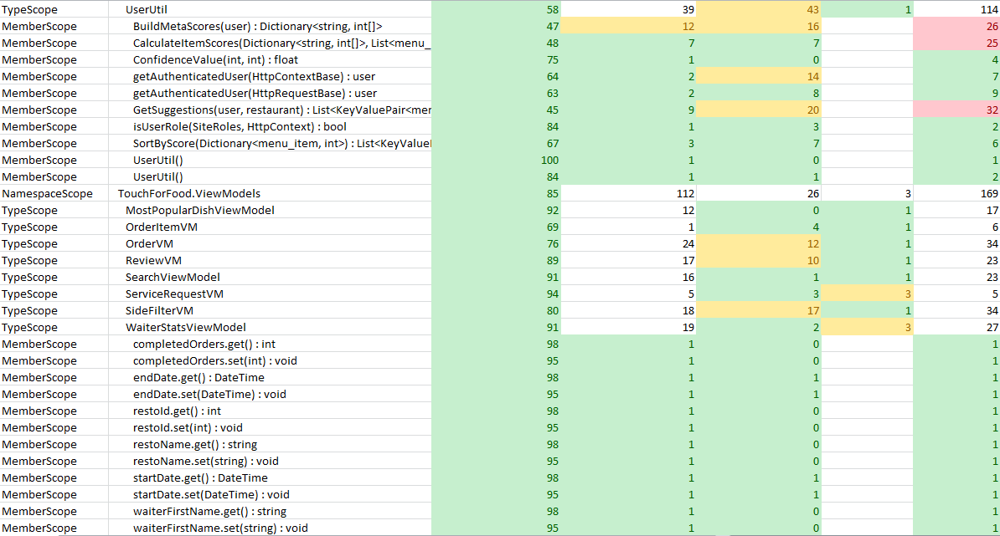 TypeScope UserUtil 58 39 43 1 114
MemberScope BuildMetaScores(user) : Dictionary<string, int[]> 47 12 16 26
MemberScope CalculateItemScores(Dictionary<string, int[]>, List<menu_ 48 7 7 25
MemberScope ConfidenceValue(int, int) : float 75 1 0 4
MemberScope getAuthenticatedUser(HttpContextBase) : user 64 2 14 7
MemberScope getAuthenticatedUser(HttpRequestBase) : user 63 2 8 9
MemberScope GetSuggestions(user, restaurant) : List<KeyValuePair<mer 45 9 20 32
MemberScope isUserRole(SiteRoles, HttpContext) : bool 84 1 3 2
MemberScope SortByScore(Dictionary<menu_item, int>) : List<KeyValueI 67 3 7 6
MemberScope UserUtil() 100 1 0 1
MemberScope UserUtil() 84 1 1 2
NamespaceScope TouchForFood.ViewModels 85 112 26 3 169
TypeScope MostPopularDishViewModel 92 12 0 1 17
TypeScope OrderItemVM 69 1 4 1 6
TypeScope OrderVM 76 24 12 1 34
TypeScope ReviewVM 89 17 10 1 23
TypeScope SearchViewModel 91 16 1 1 23
TypeScope ServiceRequestVM 94 5 3 3 5
TypeScope SideFilterVM 80 18 17 1 34
TypeScope WaiterStatsViewModel 91 19 2 3 27
MemberScope completedOrders.get() : int 98 1 0 1
MemberScope completedOrders.set(int) : void 95 1 0 1
MemberScope endDate.get() : DateTime 98 1 1 1
MemberScope endDate.set(DateTime) : void 95 1 1 1
MemberScope restoId.get() : int 98 1 0 1
MemberScope restoId.set(int) : void 95 1 0 1
MemberScope restoName.get() : string 98 1 0 1
MemberScope restoName.set(string) : void 95 1 0 1
MemberScope startDate.get() : DateTime 98 1 1 1
MemberScope startDate.set(DateTime) : void 95 1 1 1
MemberScope waiterFirstName.get() : string 98 1 0 1
MemberScope waiterFirstName.set(string) : void 95 1 0 1